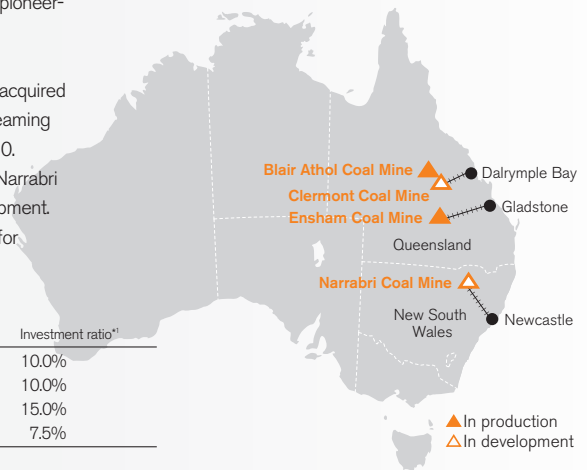 pioneer-
acquired
eaming
0.
Narrabri
pment.
for
Investment ratio*1
10.0%
10.0%
15.0%
7.5%
Blair Athol Coal Mine
Dalrymple Bay
Clermont Coal Mine
Gladstone
Ensham Coal Mine
Queensland
Narrabri Coal Mine
New South
Wales
Newcastle
In production
In development